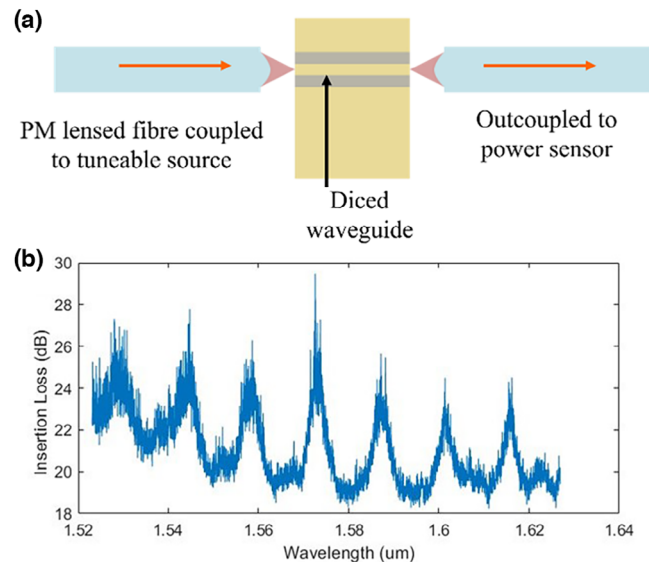 (a)
PM lensed fibre coupled
to tuneable source
Outcoupled to
power sensor
Diced
waveguide
(b)
30
28
26
24
22
20
18
Insertion Loss (dB)
1.52
1.54
1.56
1.58
1.6
1.62
1.64
Wavelength (um)